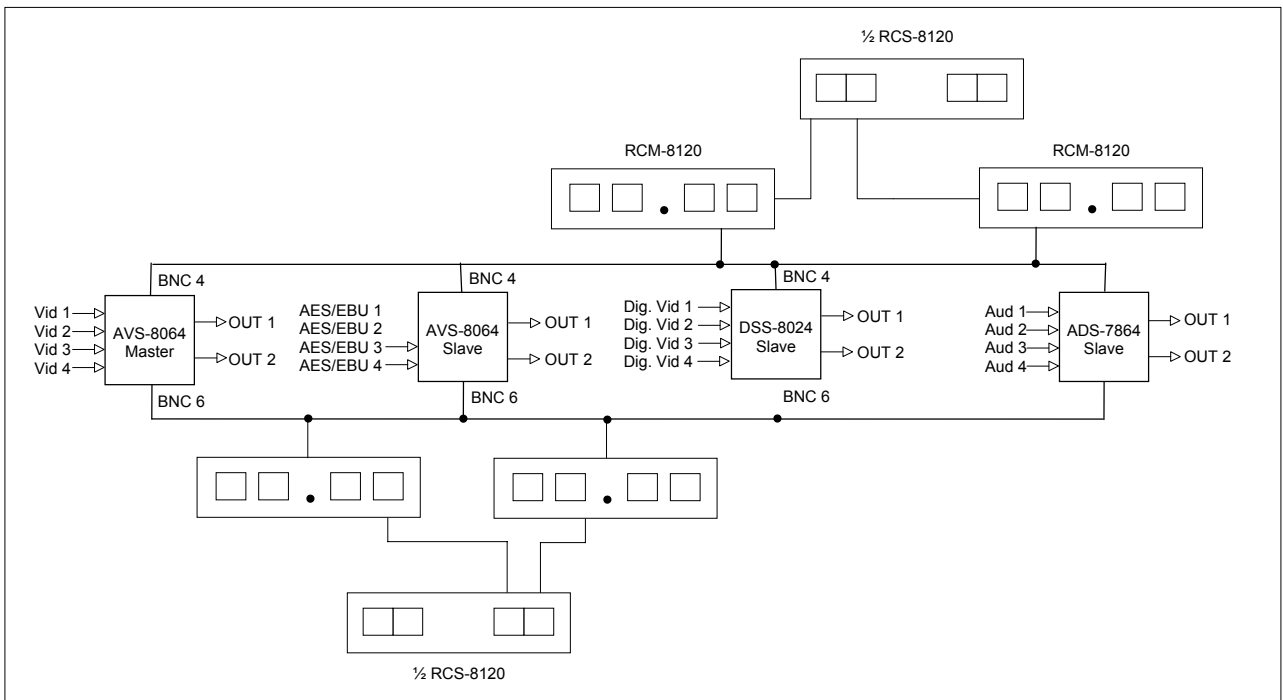 ½ RCS-8120
RCM-8120
RCM-8120
BNC 4
BNC 4
BNC 4
Vid 1
Vid 2
Vid 3
Vid 4
AVS-8064
Master
OUT 1
OUT 2
AES/EBU 1
AES/EBU 2
AES/EBU 3
AES/EBU 4
AVS-8064
Slave
OUT 1
OUT 2
Dig. Vid 1
Dig. Vid 2
Dig. Vid 3
Dig. Vid 4
DSS-8024
Slave
OUT 1
OUT 2
Aud 1
Aud 2
Aud 3
Aud 4
ADS-7864
Slave
OUT 1
OUT 2
BNC 6
BNC 6
BNC 6
½ RCS-8120